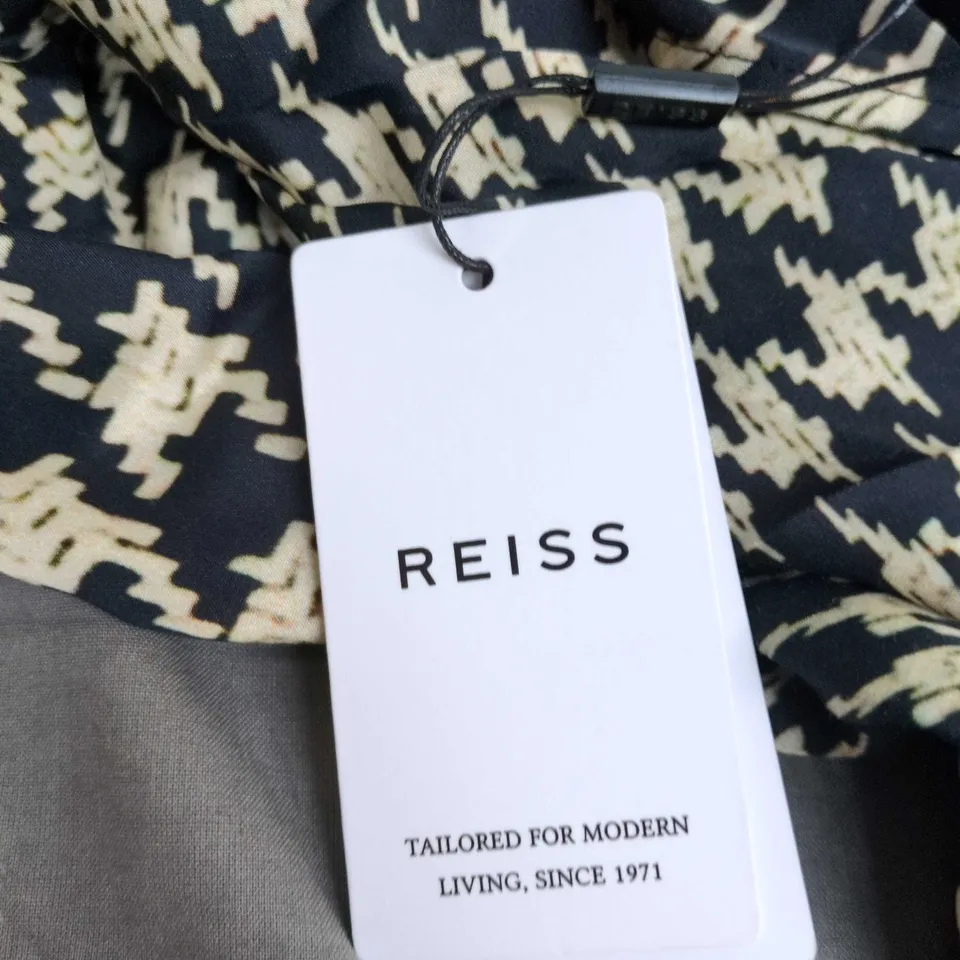 REISS
TAILORED FOR MODERN
LIVING, SINCE 1971